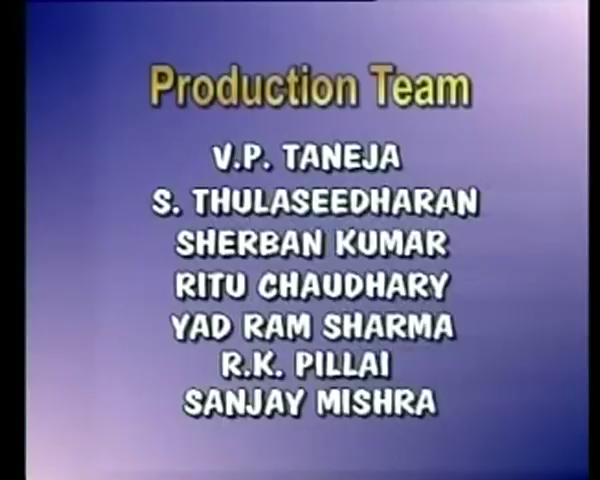 Production Team
V.P. TANEJA
S. THULASEEDHARAN
SHERBAN KUMAR
RITU CHAUDHARY
YAD RAM SHARMA
R.K. PILLAI
SANJAY MISHRA